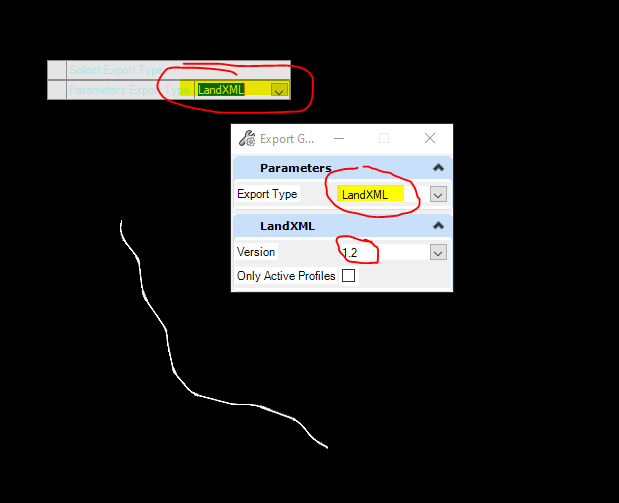 Select Export Type
Parameters:Export Type LandXML
Export G...
Parameters
Export Type LandXML
LandXML
Version 1.2
Only Active Profiles